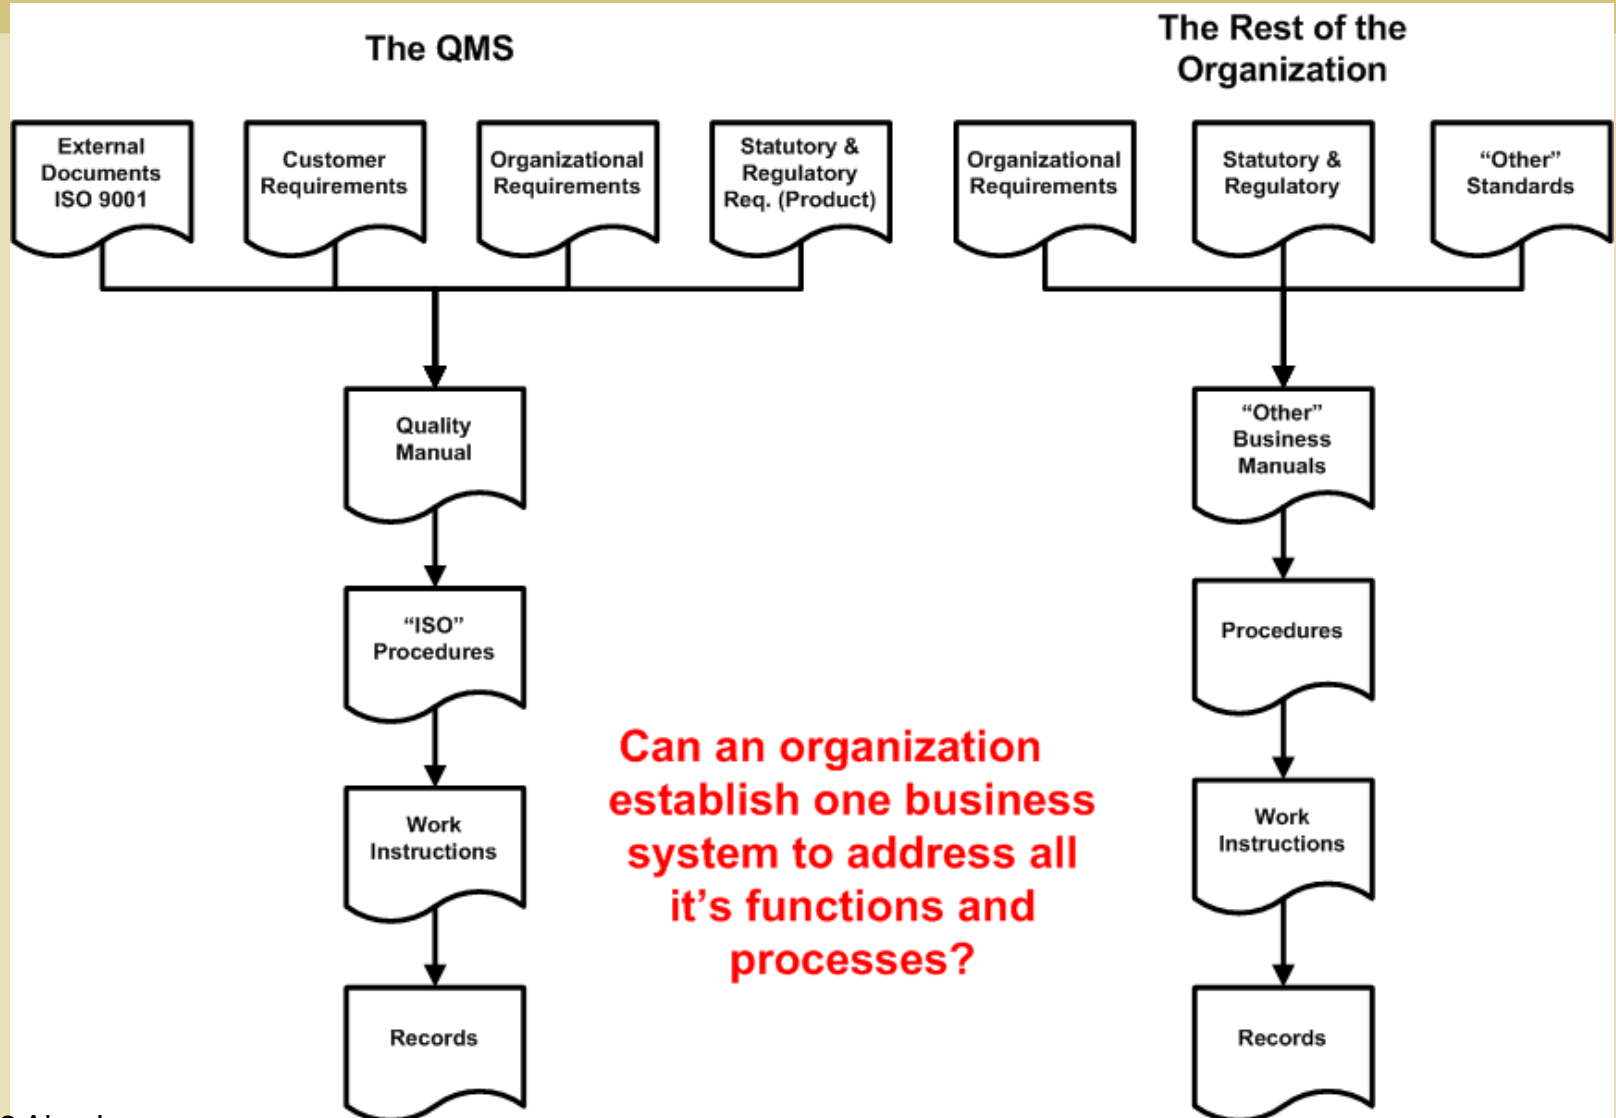 The QMS
The Rest of the
Organization
External
Documents
ISO 9001
Customer
Requirements
Organizational
Requirements
Statutory &
Regulatory
Req. (Product)
Organizational
Requirements
Statutory &
Regulatory
“Other”
Standards
Quality
Manual
“Other”
Business
Manuals
“ISO”
Procedures
Procedures
Work
Instructions
Work
Instructions
Can an organization
establish one business
system to address all
it’s functions and
processes?
Records
Records